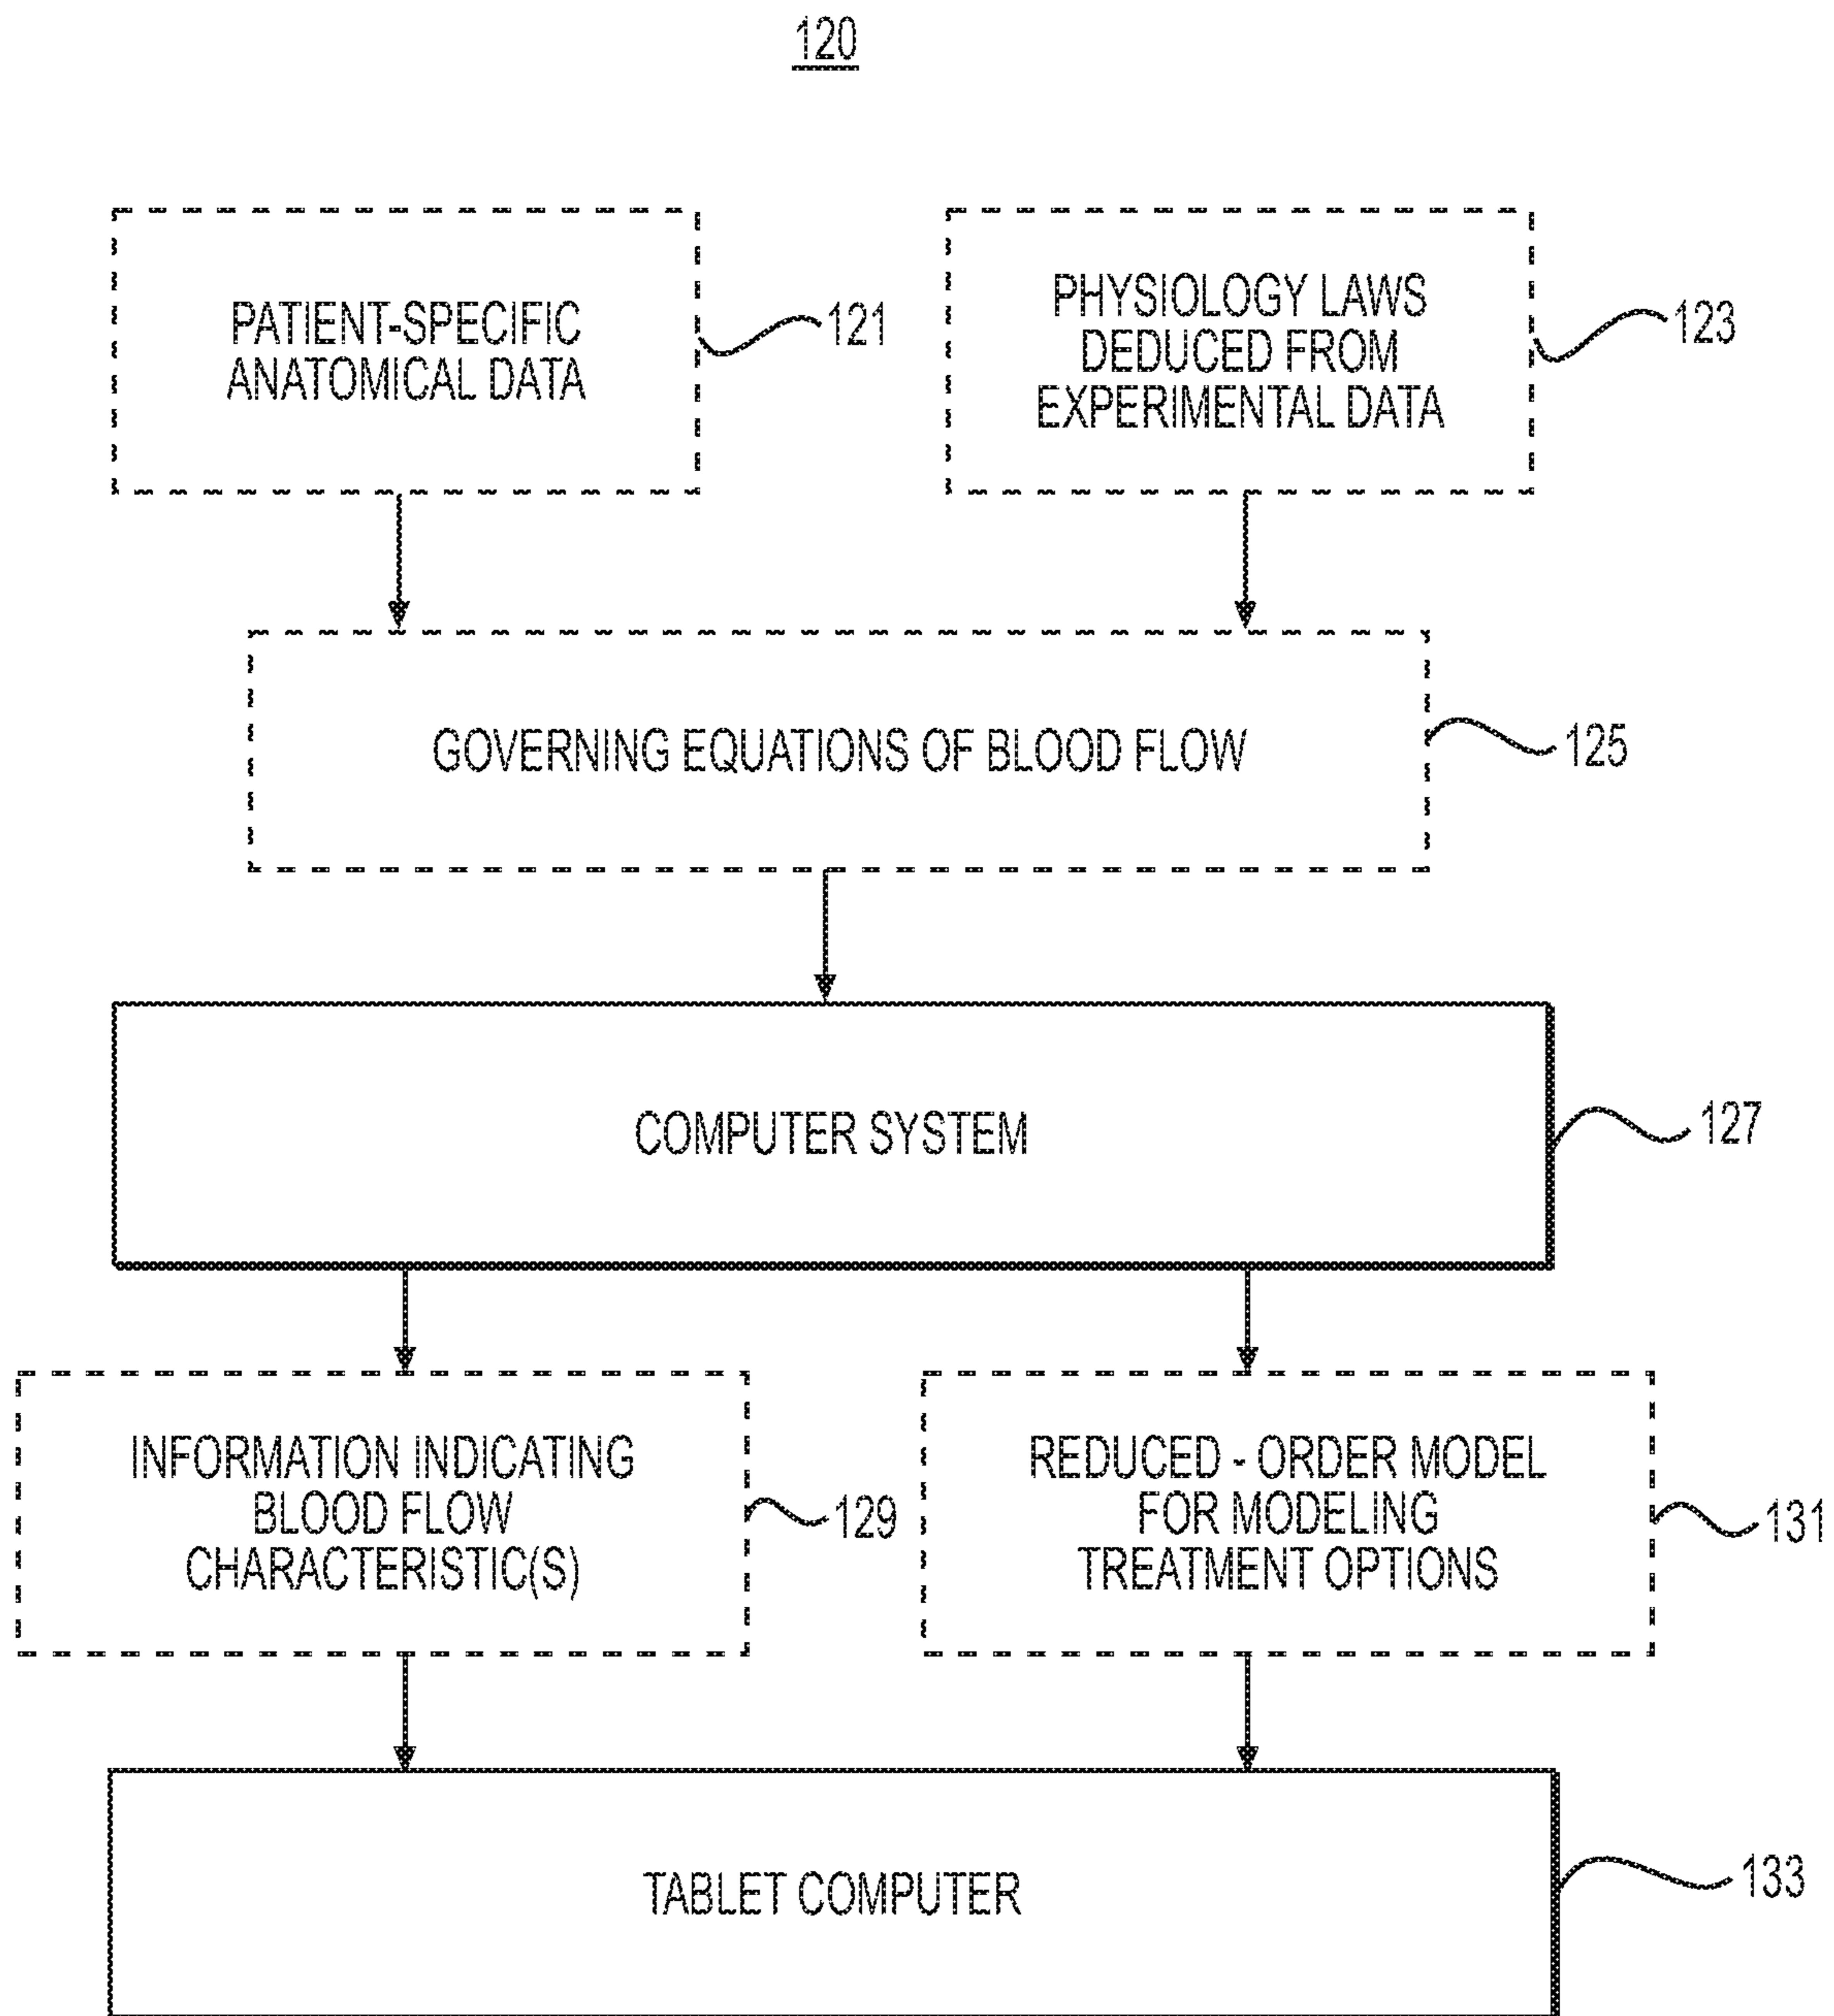 120
PATIENT-SPECIFIC
ANATOMICAL DATA
121
PHYSIOLOGY LAWS
DEDUCED FROM
EXPERIMENTAL DATA
123
GOVERNING EQUATIONS OF BLOOD FLOW
125
COMPUTER SYSTEM
127
INFORMATION INDICATING
BLOOD FLOW
CHARACTERISTIC(S)
129
REDUCED - ORDER MODEL
FOR MODELING
TREATMENT OPTIONS
131
TABLET COMPUTER
133